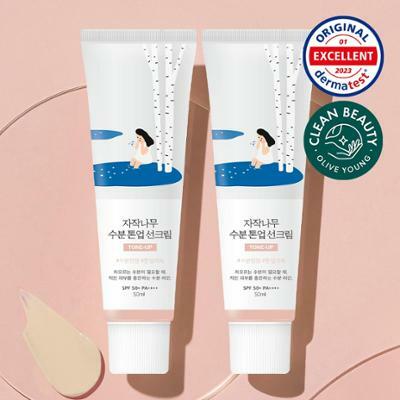 ORIGINAL
01
EXCELLENT
2023
dermatest®
CLEAN BEAUTY
OLIVE YOUNG
자작나무
수분 톤업 선크림
TONE-UP
SPF 50+ PA++++
50ml
자작나무
수분 톤업 선크림
TONE-UP
SPF 50+ PA++++
50ml